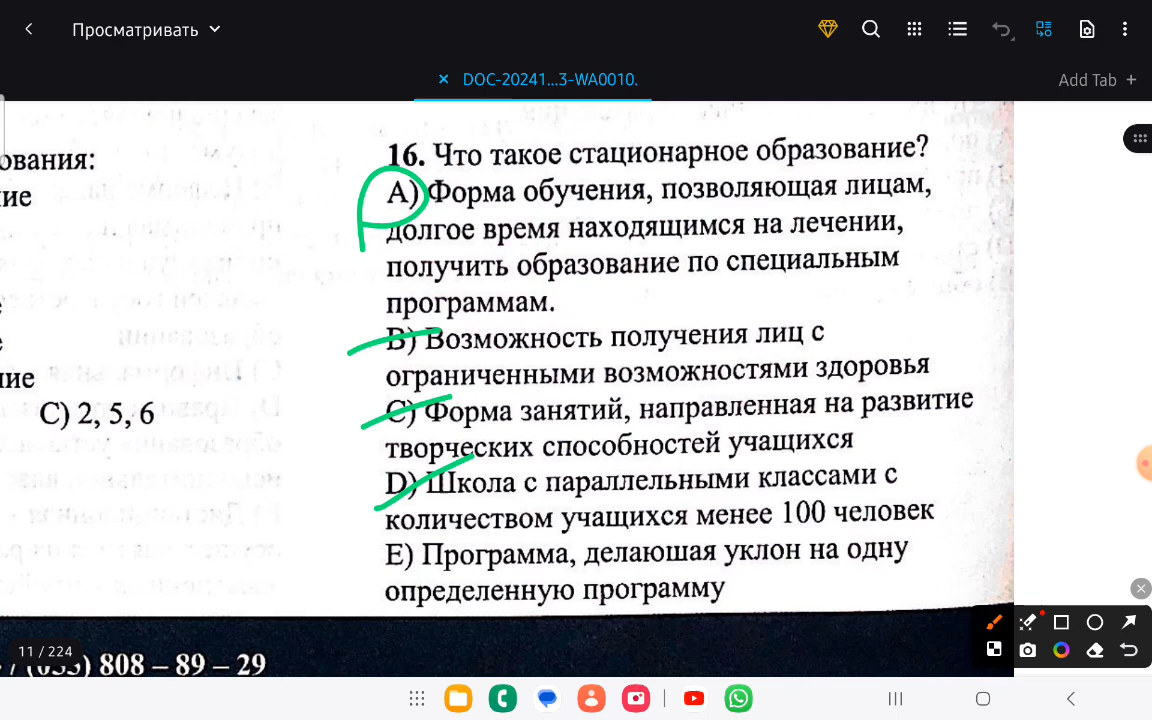 Просматривать
DOC-20241...3-WA0010.
Add Tab +
ования:
ие
е
е
ние
C) 2, 5, 6
16. Что такое стационарное образование?
A) Форма обучения, позволяющая лицам,
долгое время находящимся на лечении,
получить образование по специальным
программам.
B) Возможность получения лиц с
ограниченными возможностями здоровья
C) Форма занятий, направленная на развитие
творческих способностей учащихся
D) Школа с параллельными классами с
количеством учащихся менее 100 человек
E) Программа, делаюшая уклон на одну
определенную программу
11 / 224
808 – 89 – 29